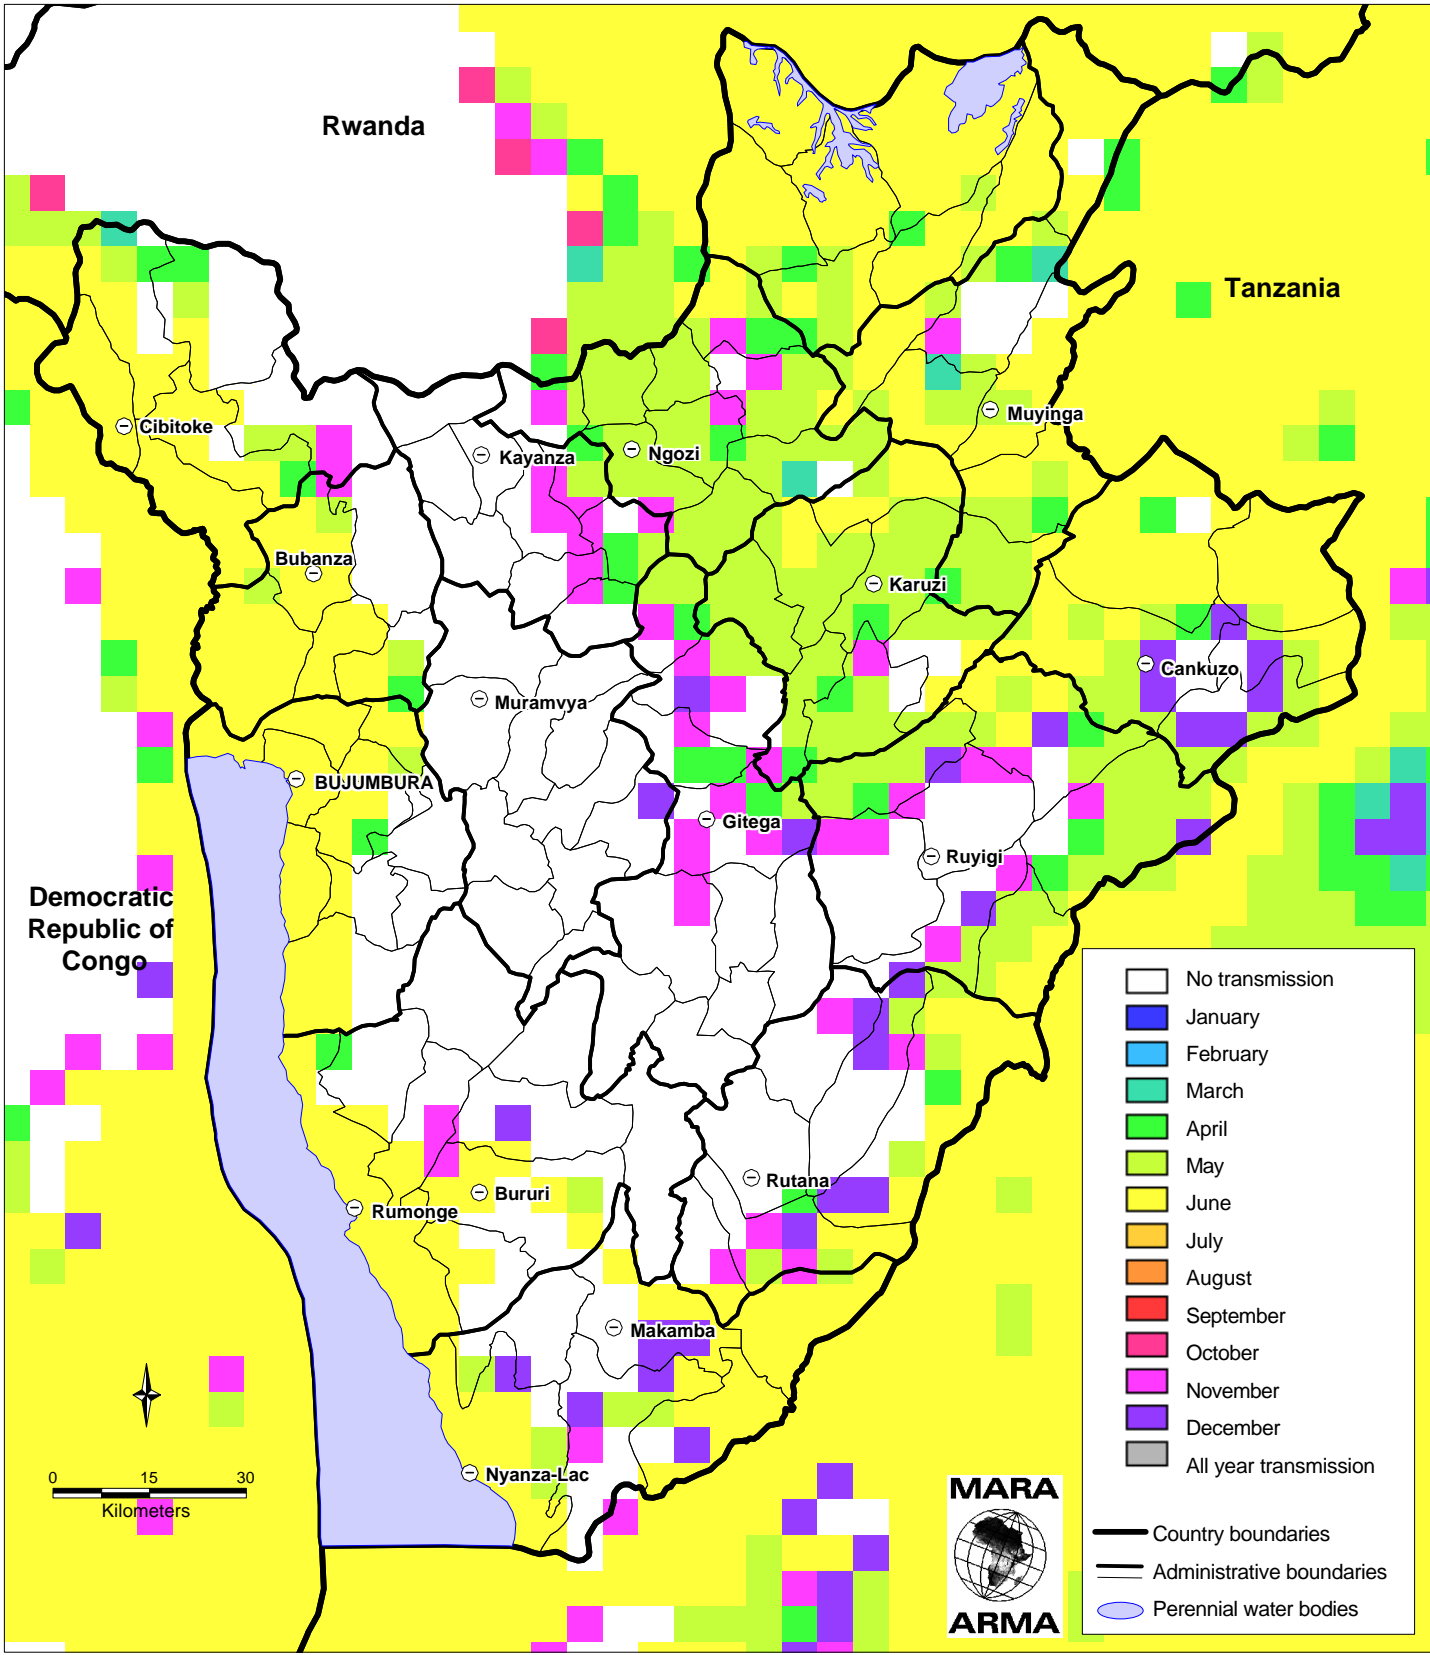 Rwanda
Tanzania
Cibitoke
Muyinga
Kayanza
Ngozi
Bubanza
Karuzi
Cankuzo
Muramvya
BUJUMBURA
Gitega
Ruyigi
Democratic
Republic of
Congo
Rutana
Bururi
Rumonge
Makamba
Nyanza-Lac
0 15 30
Kilometers
MARA
ARMA
No transmission
January
February
March
April
May
June
July
August
September
October
November
December
All year transmission
Country boundaries
Administrative boundaries
Perennial water bodies